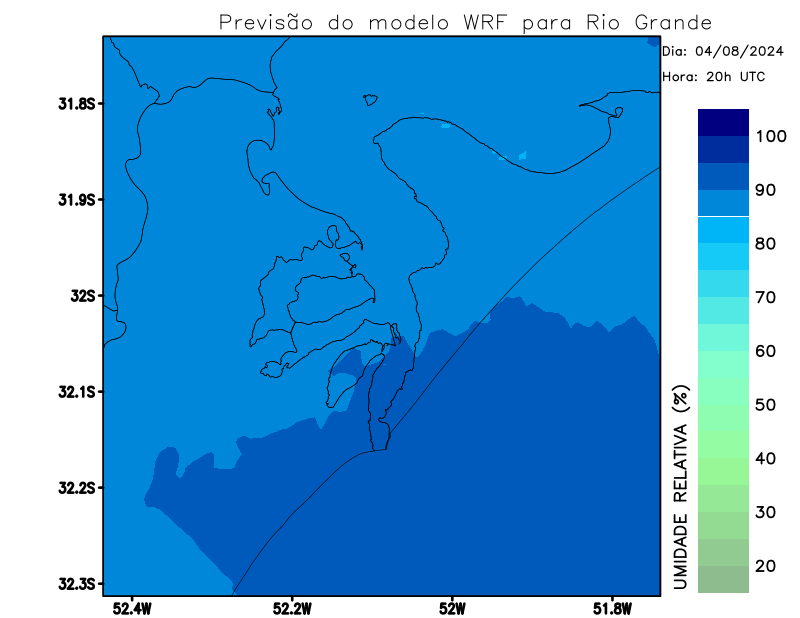 Previsão do modelo WRF para Rio Grande
Dia: 04/08/2024
Hora: 20h UTC
31.8S
31.9S
32S
32.1S
32.2S
32.3S
52.4W
52.2W
52W
51.8W
100
90
80
70
60
50
40
30
20
UMIDADE RELATIVA (%)